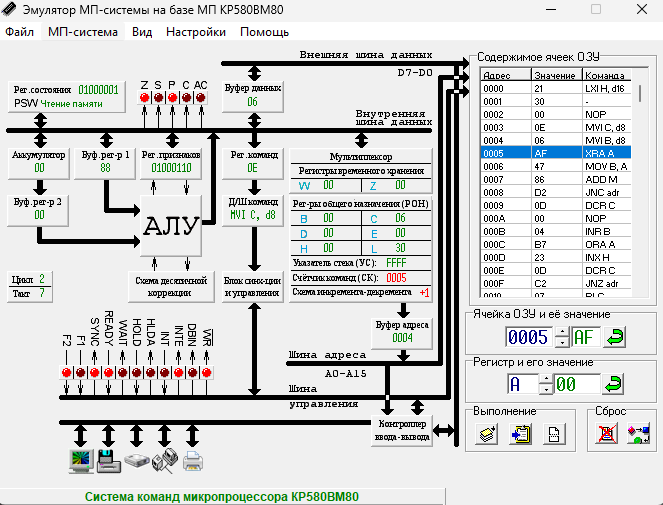 Эмулятор МП-системы на базе МП КР580ВМ80
Файл МП-система Вид Настройки Помощь
Внешняя шина данных
D7-D0
Рег.состояния 01000001
PSW Чтение памяти
Z S P C AC
Буфер данных
06
Внутренняя
шина данных
Аккумулятор
00
Буф.рег-р 1
88
Рег.признаков
01000110
Рег.команд
0E
Мультиплексор
Регистры временного хранения
W 00 Z 00
Буф.рег-р 2
00
АЛУ
Д/Ш команд
MVI C, d8
Рег-ры общего назначения (РОН)
B 00 C 06
D 00 E 00
H 00 L 30
Указатель стека (УС): FFFF
Счётчик команд (СК): 0005
Схема инкремента-декремента +1
Цикл 2
Такт 7
Схема десятичной
коррекции
Блок синх-ции
и управления
Буфер адреса
0004
F2
F1
SYNC
READY
WAIT
HOLD
HLDA
INT
INTE
DBIN
WR
Шина адреса
A0-A15
Шина
управления
Контроллер
ввода-вывода
Система команд микропроцессора КР580ВМ80
Содержимое ячеек ОЗУ
Адрес Значение Команда
0000 21 LXI H, d16
0001 30 -
0002 00 NOP
0003 0E MVI C, d8
0004 06 MVI B, d8
0005 AF XRA A
0006 47 MOV B, A
0007 86 ADD M
0008 D2 JNC adr
0009 0D DCR C
000A 00 NOP
000B 04 INR B
000C B7 ORA A
000D 23 INX H
000E 0D DCR C
000F C2 JNZ adr
0010 07 RLC
Ячейка ОЗУ и её значение
0005 AF
Регистр и его значение
A 00
Выполнение
Сброс